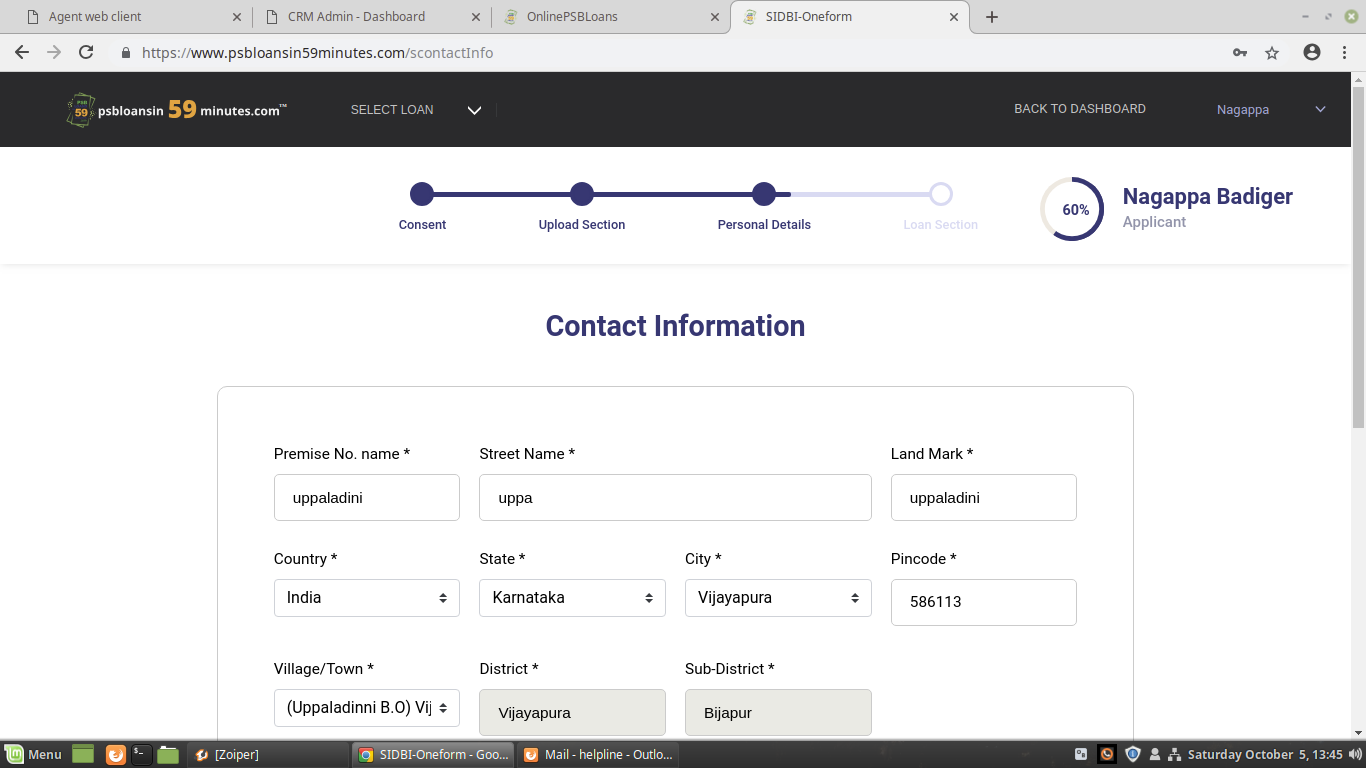 Agent web client
CRM Admin - Dashboard
OnlinePSBLoans
SIDBI-Oneform
https://www.psbloansin59minutes.com/scontactInfo
PSB 59 psbloansin 59 minutes.com™
SELECT LOAN
BACK TO DASHBOARD
Nagappa
Consent
Upload Section
Personal Details
Loan Section
60%
Nagappa Badiger
Applicant
Contact Information
Premise No. name *
Street Name *
Land Mark *
uppaladini
uppa
uppaladini
Country *
State *
City *
Pincode *
India
Karnataka
Vijayapura
586113
Village/Town *
District *
Sub-District *
(Uppaladinni B.O) Vij
Vijayapura
Bijapur
Menu
[Zoiper]
SIDBI-Oneform - Goo...
Mail - helpline - Outlo...
Saturday October 5, 13:45